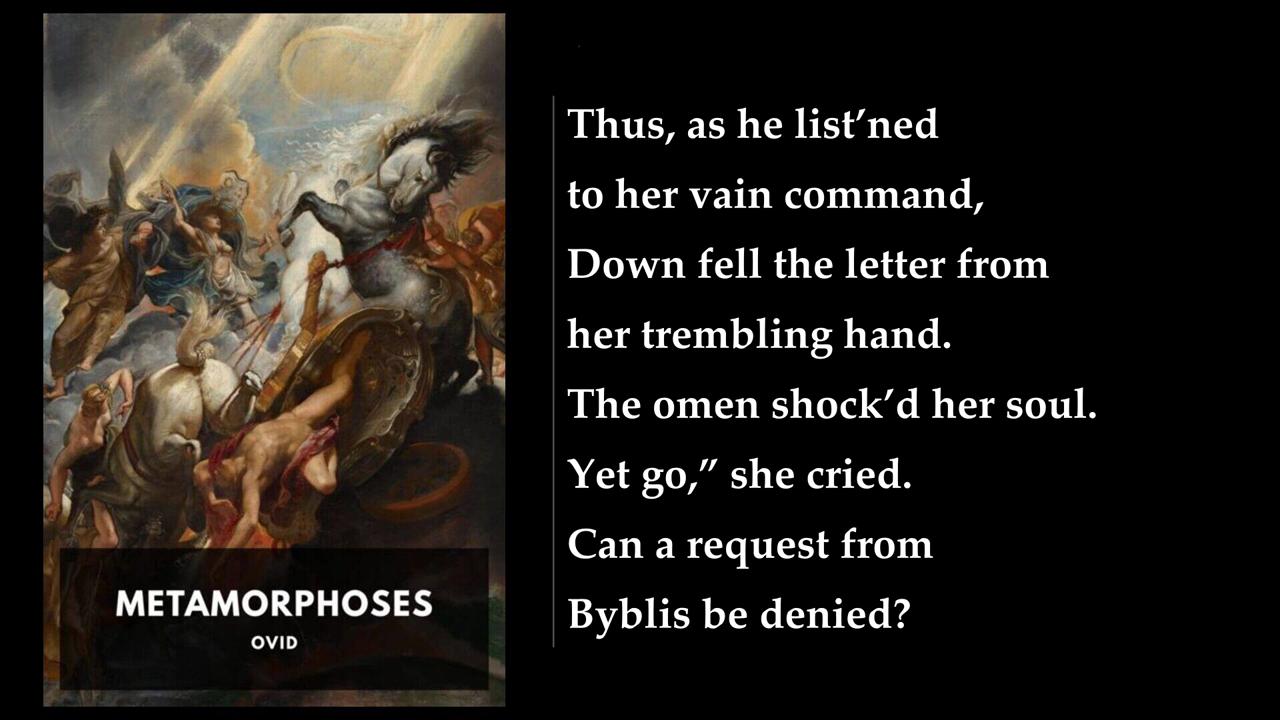 METAMORPHOSES
OVID
Thus, as he list’ned
to her vain command,
Down fell the letter from
her trembling hand.
The omen shock’d her soul.
Yet go,” she cried.
Can a request from
Byblis be denied?